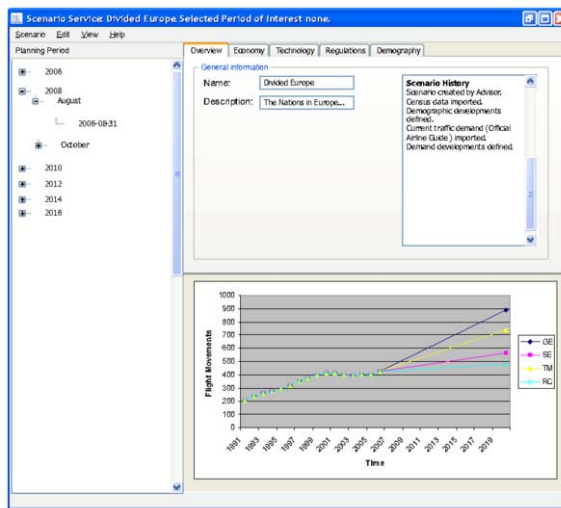 Scenario Service: Divided Europe. Selected Period of Interest none.
Scenario Edit View Help
Planning Period
2006
2008
August
2006-08-31
October
2010
2012
2014
2016
Overview Economy Technology Regulations Demography
General information
Name: Divided Europe
Description: The Nations in Europe...
Scenario History
Scenario created by Advisor.
Census data imported.
Demographic developments
defined.
Current traffic demand (Official
Airline Guide) imported.
Demand developments defined.
1000
900
800
700
600
500
400
300
200
100
0
Flight Movements
1991 1993 1995 1997 1999 2001 2003 2005 2007 2009 2011 2013 2015 2017 2019
Time
GE
SE
TM
RC